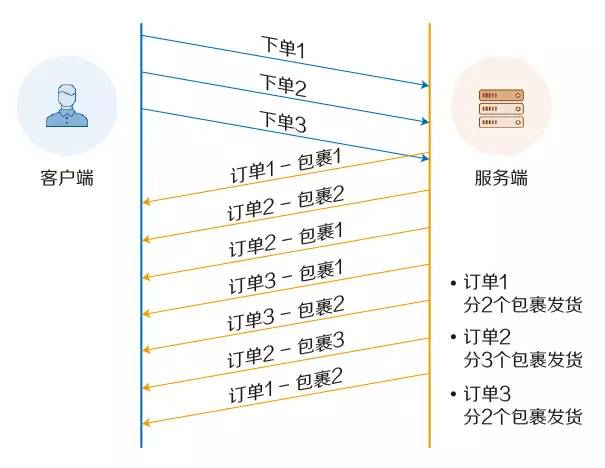 下单1
下单2
下单3
客户端
服务端
订单1 – 包裹1
订单2 – 包裹2
订单2 – 包裹1
订单3 – 包裹1
订单3 – 包裹2
订单2 – 包裹3
订单1 – 包裹2
• 订单1
分2个包裹发货
• 订单2
分3个包裹发货
• 订单3
分2个包裹发货